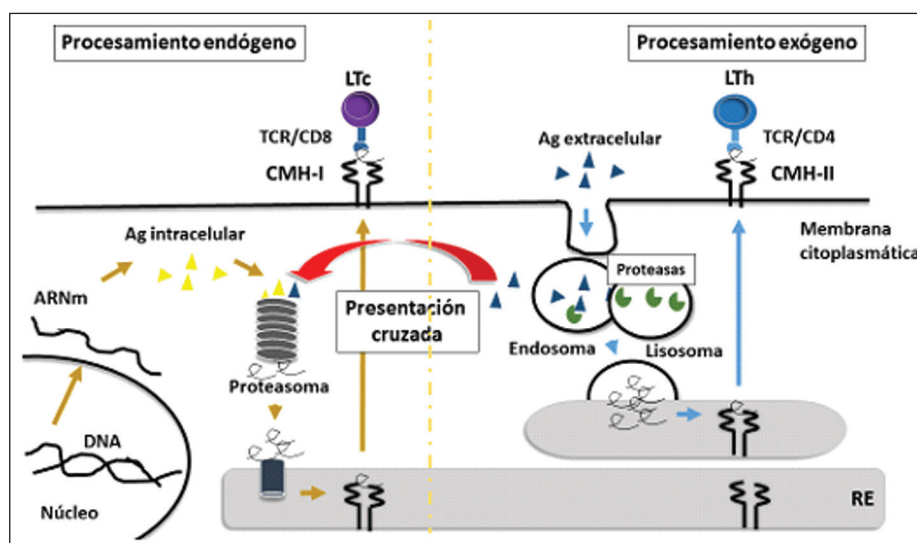 Procesamiento endógeno
Procesamiento exógeno
LTc
TCR/CD8
CMH-I
Ag extracelular
LTh
TCR/CD4
CMH-II
Ag intracelular
Membrana
citoplasmática
ARNm
Proteasas
Presentación
cruzada
Endosoma
Lisosoma
Proteasoma
DNA
Núcleo
RE